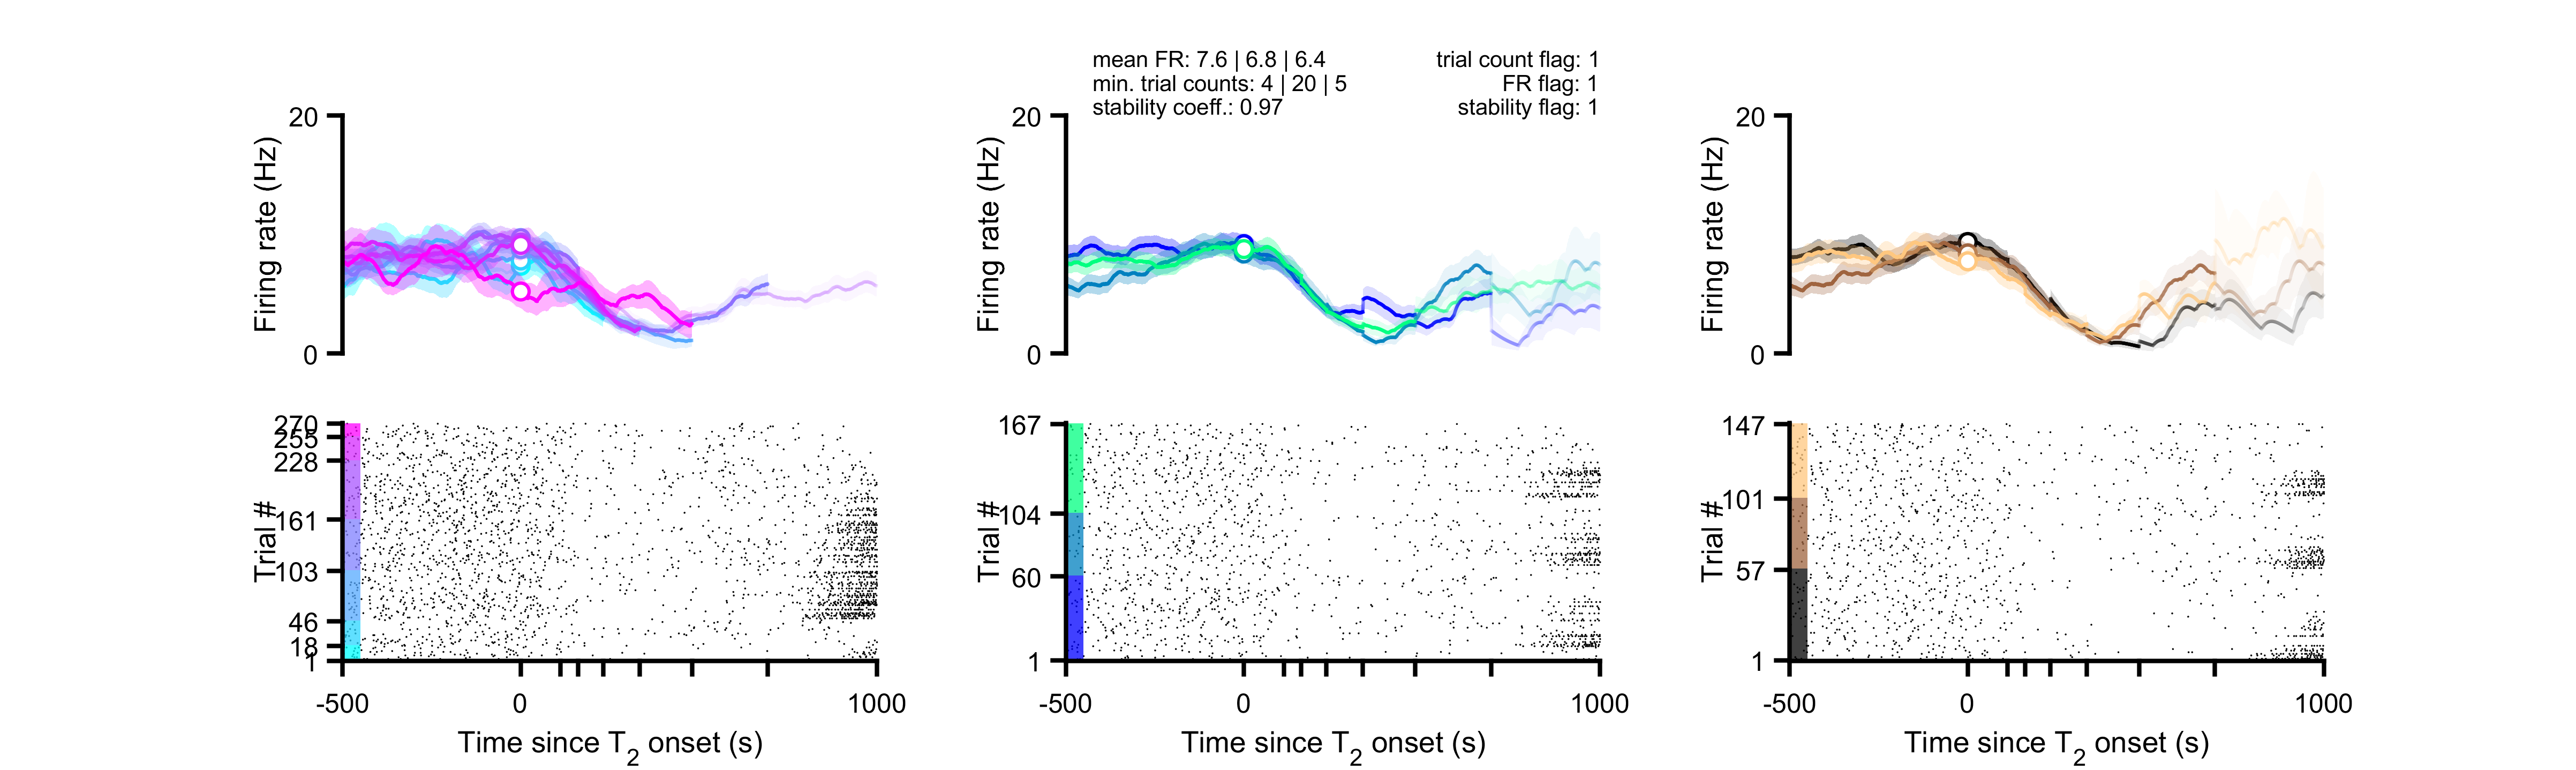 mean FR: 7.6 | 6.8 | 6.4
min. trial counts: 4 | 20 | 5
stability coeff.: 0.97
trial count flag: 1
FR flag: 1
stability flag: 1
20
Firing rate (Hz)
0
20
Firing rate (Hz)
0
20
Firing rate (Hz)
0
270
255
228
161
103
46
18
1
Trial #
-500 0 1000
Time since T2 onset (s)
167
104
60
1
Trial #
-500 0 1000
Time since T2 onset (s)
147
101
57
1
Trial #
-500 0 1000
Time since T2 onset (s)